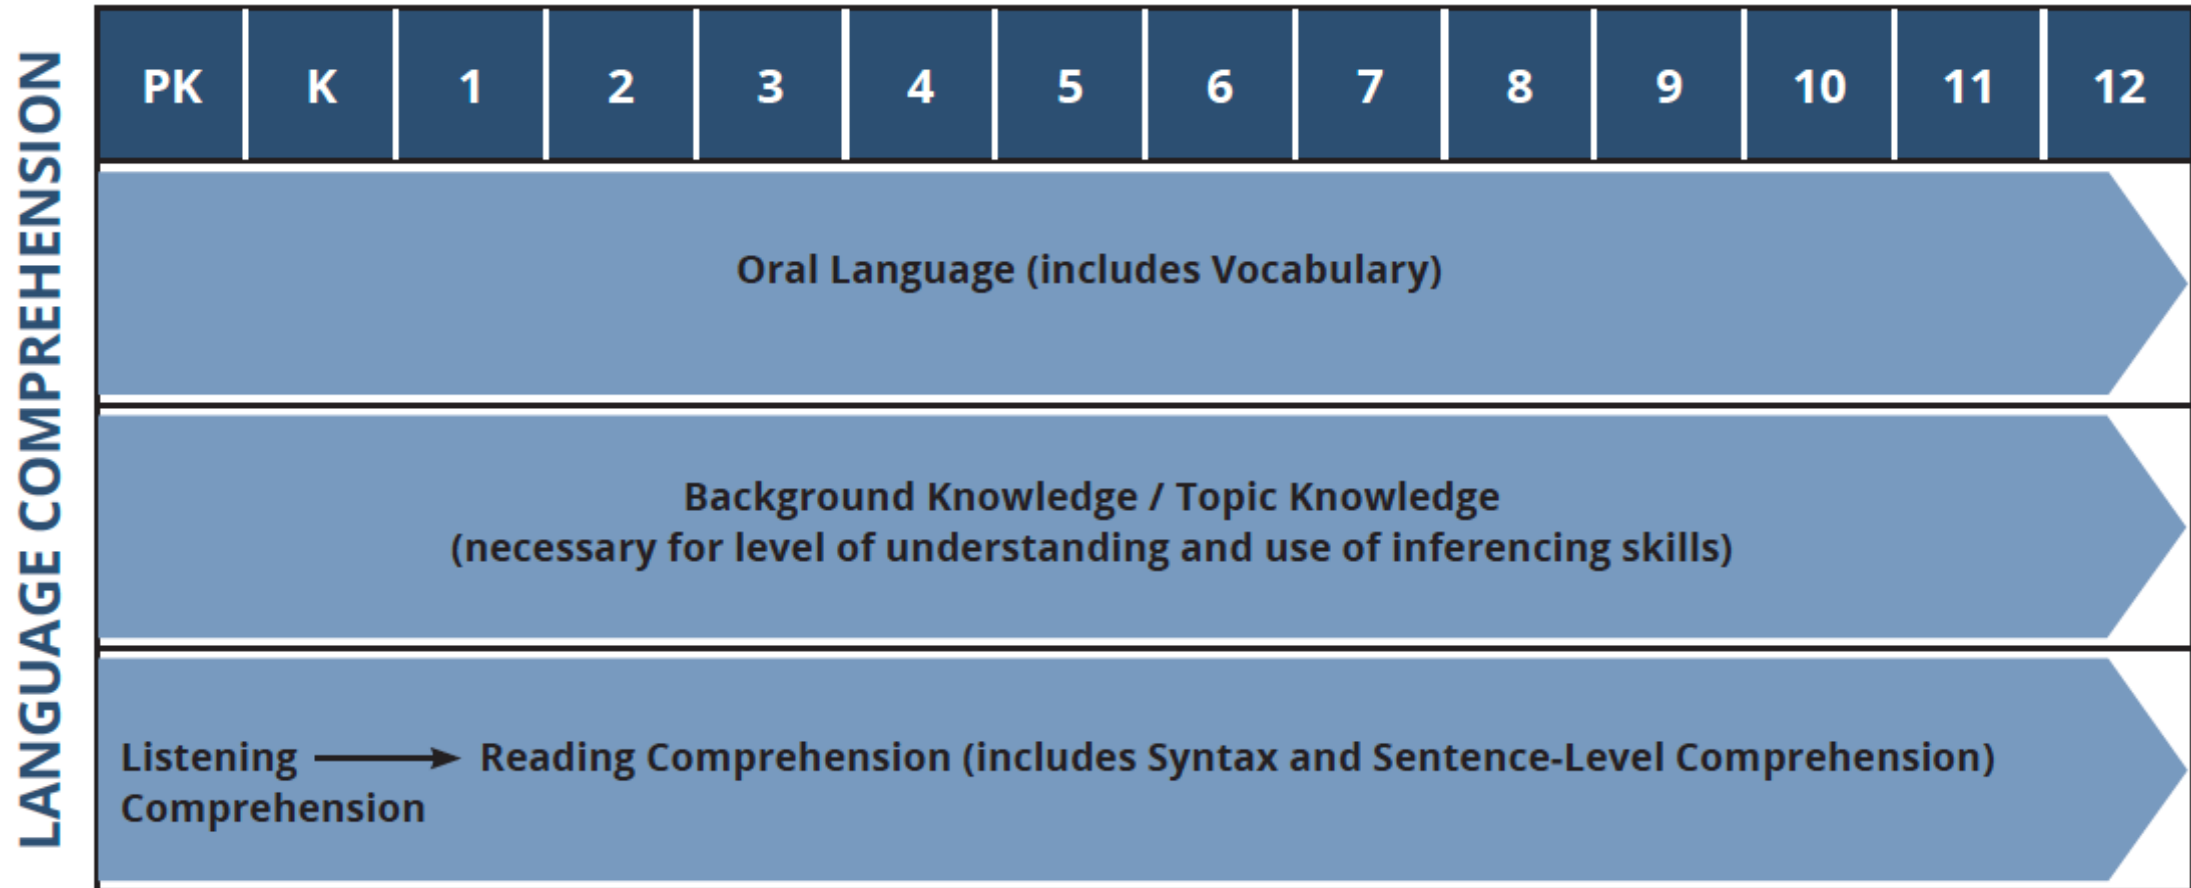 LANGUAGE COMPREHENSION
PK K 1 2 3 4 5 6 7 8 9 10 11 12
Oral Language (includes Vocabulary)
Background Knowledge / Topic Knowledge
(necessary for level of understanding and use of inferencing skills)
Listening → Reading Comprehension (includes Syntax and Sentence-Level Comprehension)
Comprehension